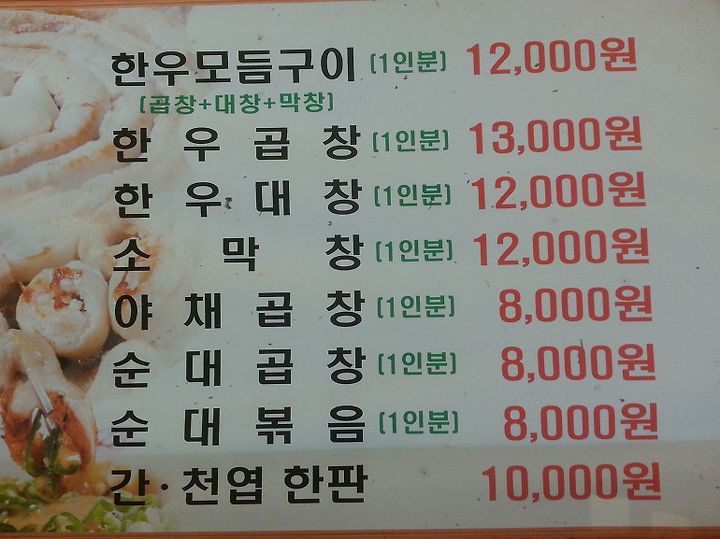 한우모듬구이 (1인분) 12,000원
(곱창+대창+막창)
한우곱창 (1인분) 13,000원
한우대창 (1인분) 12,000원
소막창 (1인분) 12,000원
야채곱창 (1인분) 8,000원
순대곱창 (1인분) 8,000원
순대볶음 (1인분) 8,000원
간·천엽 한판 10,000원